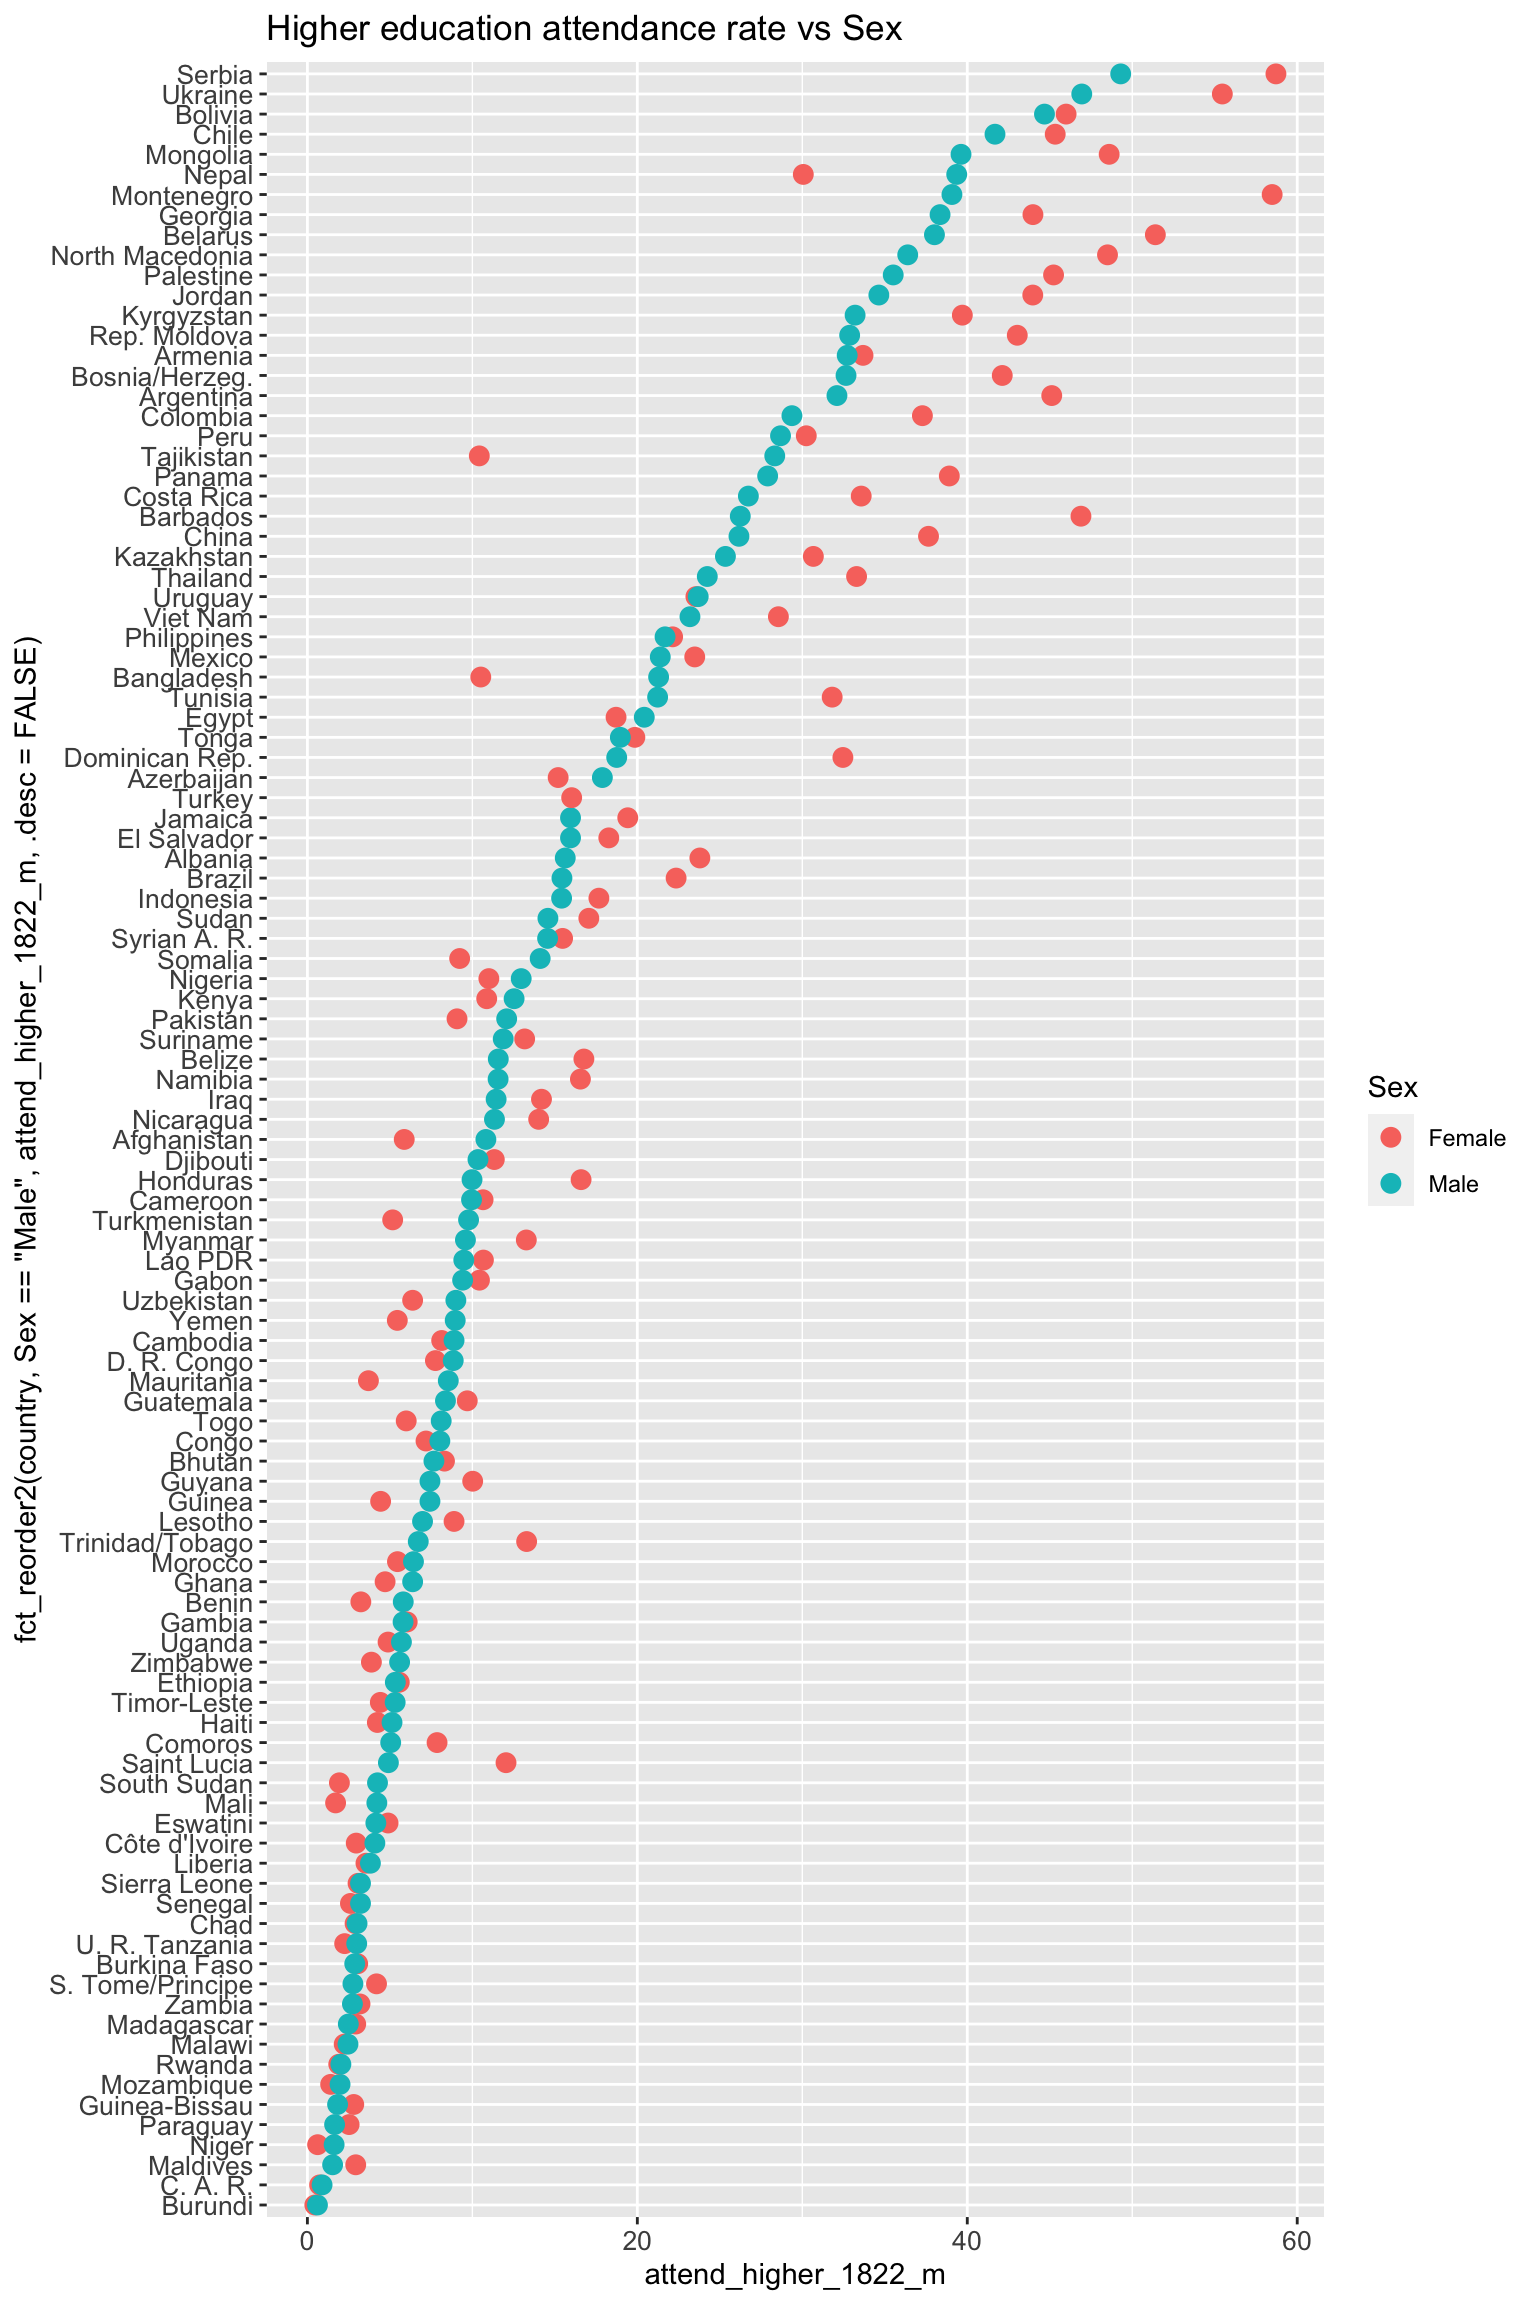 Higher education attendance rate vs Sex
Serbia
Ukraine
Bolivia
Chile
Mongolia
Nepal
Montenegro
Georgia
Belarus
North Macedonia
Palestine
Jordan
Kyrgyzstan
Rep. Moldova
Armenia
Bosnia/Herzeg.
Argentina
Colombia
Peru
Tajikistan
Panama
Costa Rica
Barbados
China
Kazakhstan
Thailand
Uruguay
Viet Nam
Philippines
Mexico
Bangladesh
Tunisia
Egypt
Tonga
Dominican Rep.
Azerbaijan
Turkey
Jamaica
El Salvador
Albania
Brazil
Indonesia
Sudan
Syrian A. R.
Somalia
Nigeria
Kenya
Pakistan
Suriname
Belize
Namibia
Iraq
Nicaragua
Afghanistan
Djibouti
Honduras
Cameroon
Turkmenistan
Myanmar
Lao PDR
Gabon
Uzbekistan
Yemen
Cambodia
D. R. Congo
Mauritania
Guatemala
Togo
Congo
Bhutan
Guyana
Guinea
Lesotho
Trinidad/Tobago
Morocco
Ghana
Benin
Gambia
Uganda
Zimbabwe
Ethiopia
Timor-Leste
Haiti
Comoros
Saint Lucia
South Sudan
Mali
Eswatini
Côte d'Ivoire
Liberia
Sierra Leone
Senegal
Chad
U. R. Tanzania
Burkina Faso
S. Tome/Principe
Zambia
Madagascar
Malawi
Rwanda
Mozambique
Guinea-Bissau
Paraguay
Niger
Maldives
C. A. R.
Burundi
fct_reorder2(country, Sex == "Male", attend_higher_1822_m, .desc = FALSE)
0 20 40 60
attend_higher_1822_m
Sex
Female
Male